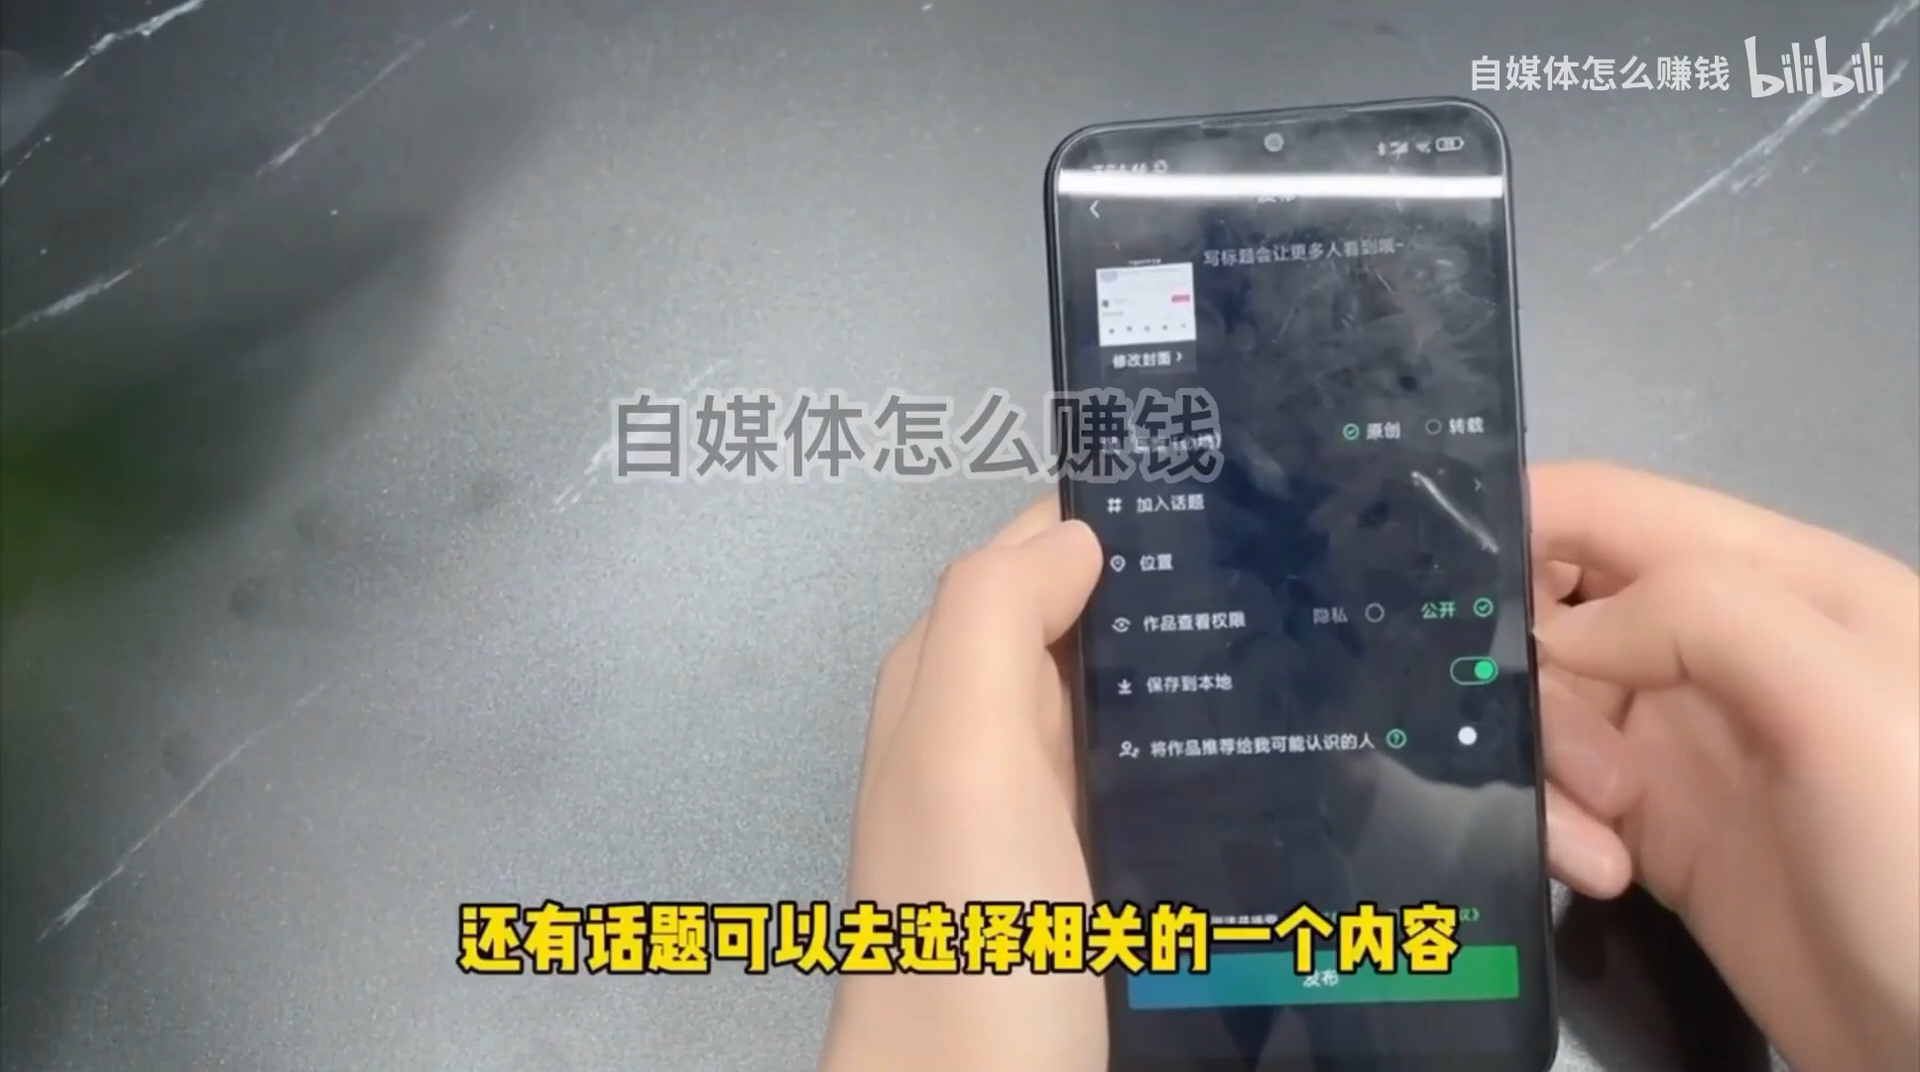 自媒体怎么赚钱 bilibili
发布
写标题会让更多人看到哦~
修改封面
自媒体怎么赚钱
原创 转载
# 加入话题
位置
作品查看权限 隐私 公开
保存到本地
将作品推荐给我可能认识的人
还有话题可以去选择相关的一个内容
发布